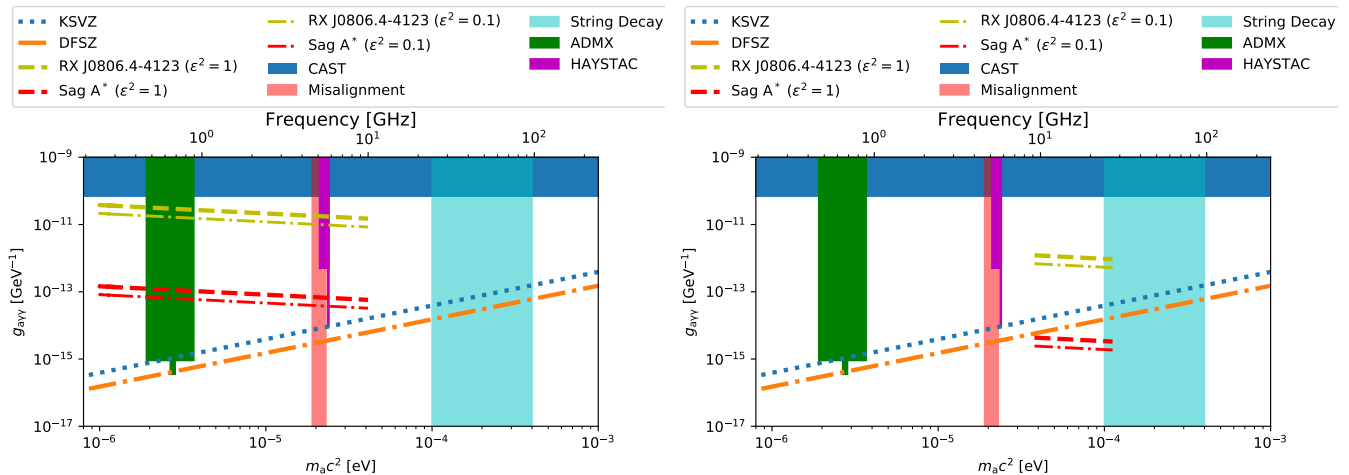 KSVZ
DFSZ
RX J0806.4-4123 (ε² = 1)
Sag A* (ε² = 1)
RX J0806.4-4123 (ε² = 0.1)
Sag A* (ε² = 0.1)
CAST
Misalignment
String Decay
ADMX
HAYSTAC
Frequency [GHz]
10⁰ 10¹ 10²
10⁻⁹
10⁻¹¹
10⁻¹³
10⁻¹⁵
10⁻¹⁷
gₐγγ [GeV⁻¹]
10⁻⁶ 10⁻⁵ 10⁻⁴ 10⁻³
mₐc² [eV]
KSVZ
DFSZ
RX J0806.4-4123 (ε² = 1)
Sag A* (ε² = 1)
RX J0806.4-4123 (ε² = 0.1)
Sag A* (ε² = 0.1)
CAST
Misalignment
String Decay
ADMX
HAYSTAC
Frequency [GHz]
10⁰ 10¹ 10²
10⁻⁹
10⁻¹¹
10⁻¹³
10⁻¹⁵
10⁻¹⁷
gₐγγ [GeV⁻¹]
10⁻⁶ 10⁻⁵ 10⁻⁴ 10⁻³
mₐc² [eV]